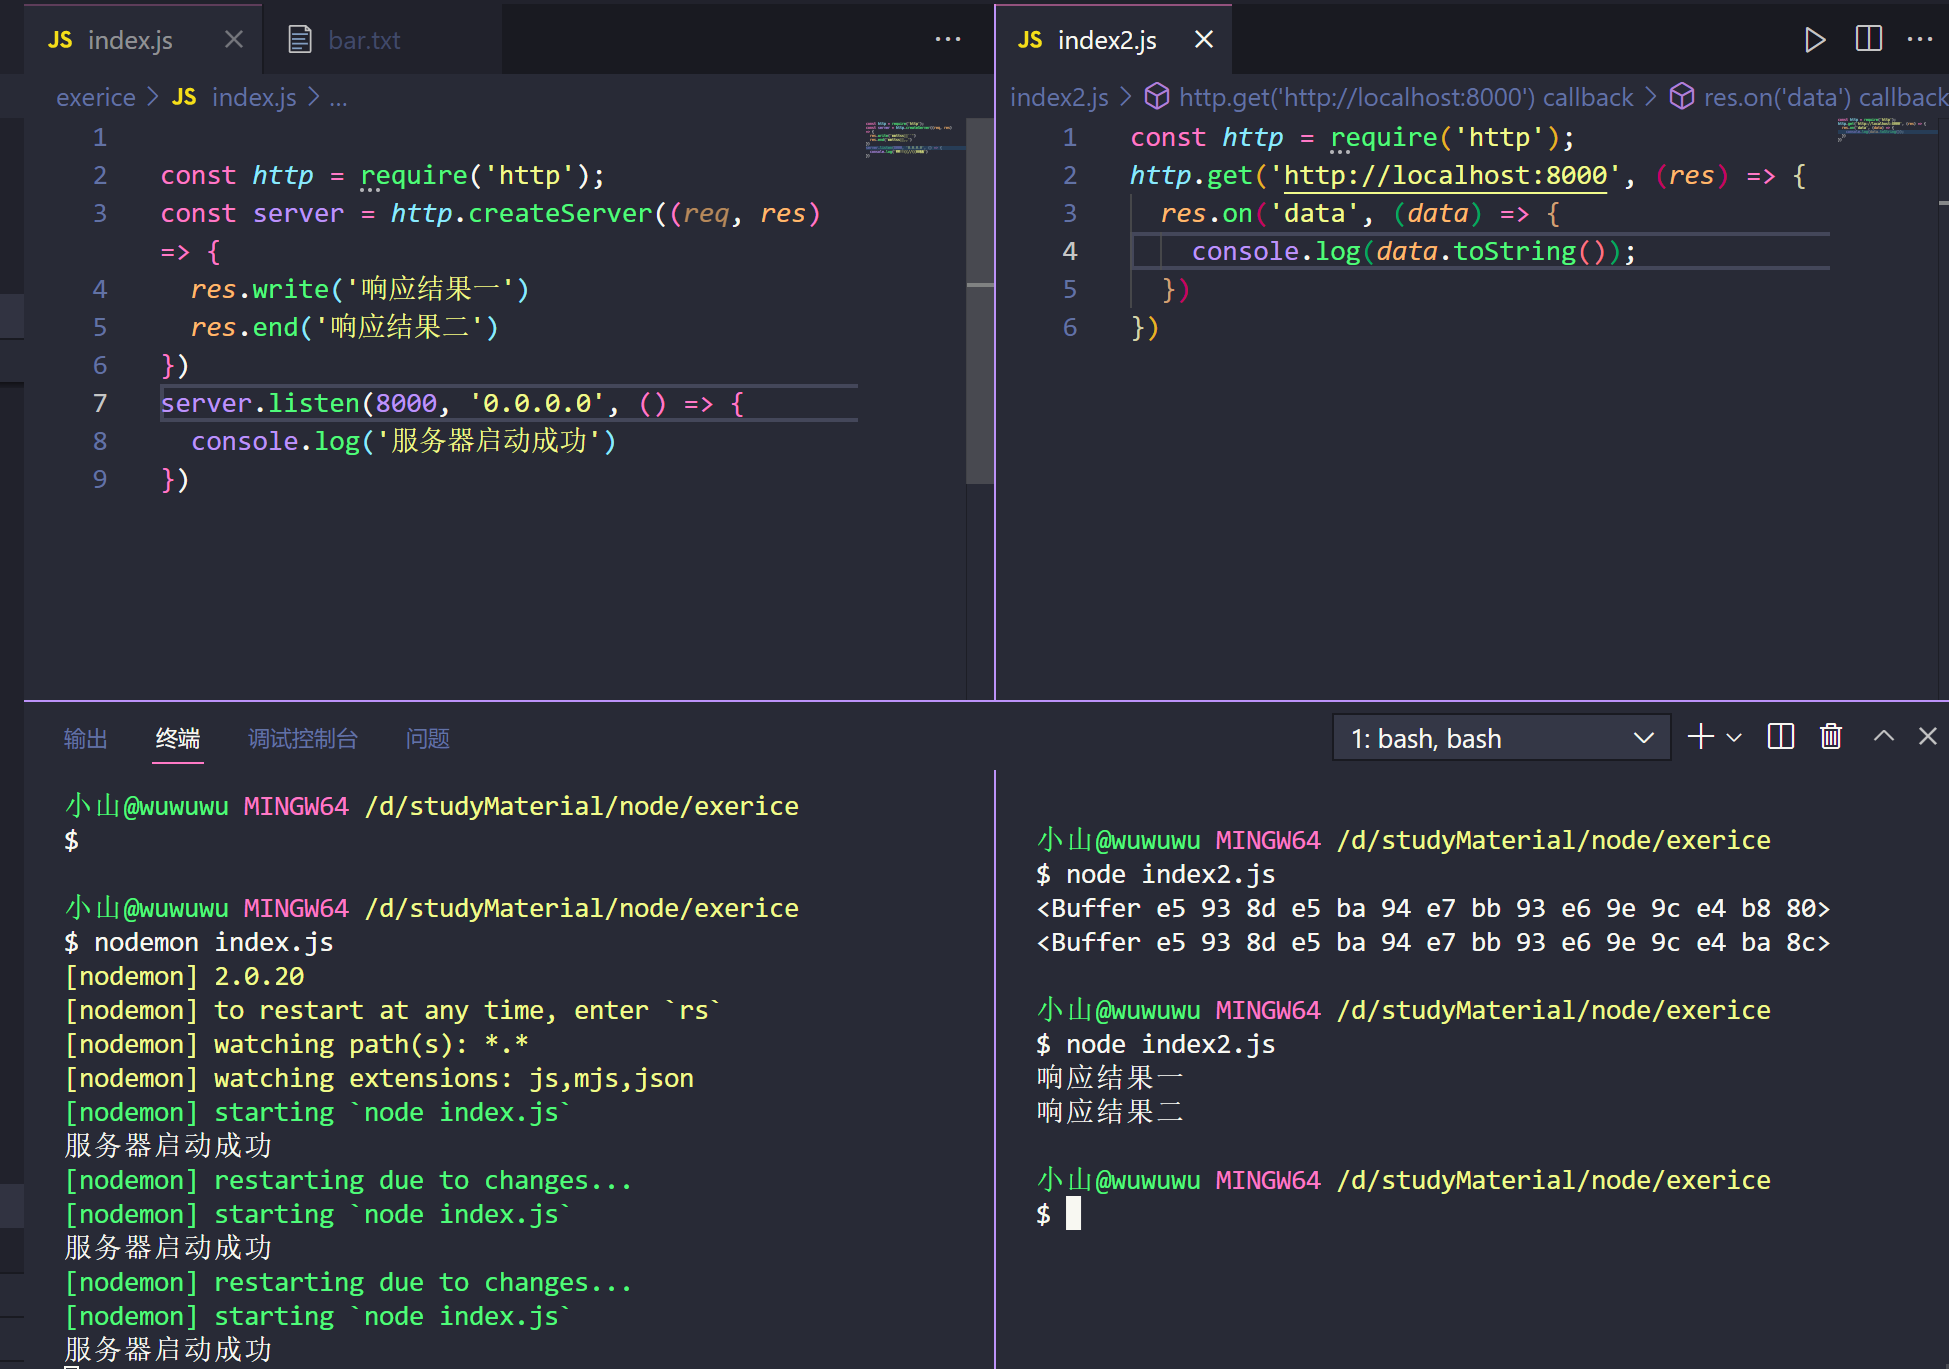 JS index.js
bar.txt
exerice > JS index.js > ...
1
2 const http = require('http');
3 const server = http.createServer((req, res)
=> {
4 res.write('响应结果一')
5 res.end('响应结果二')
6 })
7 server.listen(8000, '0.0.0.0', () => {
8 console.log('服务器启动成功')
9 })
JS index2.js
index2.js > http.get('http://localhost:8000') callback > res.on('data') callback
1 const http = require('http');
2 http.get('http://localhost:8000', (res) => {
3 res.on('data', (data) => {
4 console.log(data.toString());
5 })
6 })
输出 终端 调试控制台 问题
1: bash, bash
小山@wuwuwu MINGW64 /d/studyMaterial/node/exerice
$
小山@wuwuwu MINGW64 /d/studyMaterial/node/exerice
$ nodemon index.js
[nodemon] 2.0.20
[nodemon] to restart at any time, enter `rs`
[nodemon] watching path(s): *.*
[nodemon] watching extensions: js,mjs,json
[nodemon] starting `node index.js`
服务器启动成功
[nodemon] restarting due to changes...
[nodemon] starting `node index.js`
服务器启动成功
[nodemon] restarting due to changes...
[nodemon] starting `node index.js`
服务器启动成功
小山@wuwuwu MINGW64 /d/studyMaterial/node/exerice
$ node index2.js
<Buffer e5 93 8d e5 ba 94 e7 bb 93 e6 9e 9c e4 b8 80>
<Buffer e5 93 8d e5 ba 94 e7 bb 93 e6 9e 9c e4 ba 8c>
小山@wuwuwu MINGW64 /d/studyMaterial/node/exerice
$ node index2.js
响应结果一
响应结果二
小山@wuwuwu MINGW64 /d/studyMaterial/node/exerice
$